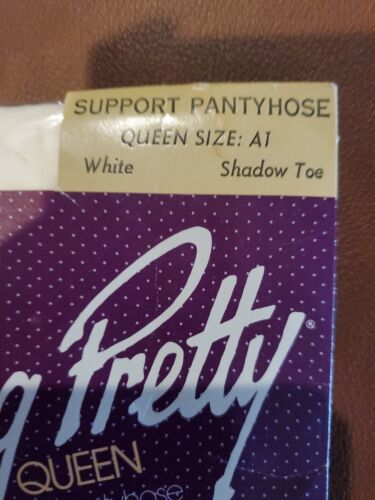 SUPPORT PANTYHOSE
QUEEN SIZE: A1
White Shadow Toe
g Pretty®
QUEEN